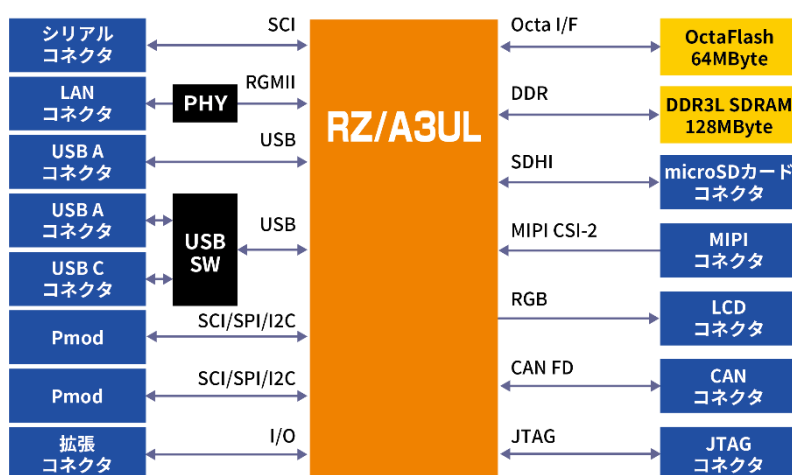 シリアル
コネクタ
SCI
LAN
コネクタ
PHY
RGMII
USB A
コネクタ
USB
USB A
コネクタ
USB C
コネクタ
USB
SW
USB
Pmod
SCI/SPI/I2C
Pmod
SCI/SPI/I2C
拡張
コネクタ
I/O
RZ/A3UL
Octa I/F
OctaFlash
64MByte
DDR
DDR3L SDRAM
128MByte
SDHI
microSDカード
コネクタ
MIPI CSI-2
MIPI
コネクタ
RGB
LCD
コネクタ
CAN FD
CAN
コネクタ
JTAG
JTAG
コネクタ